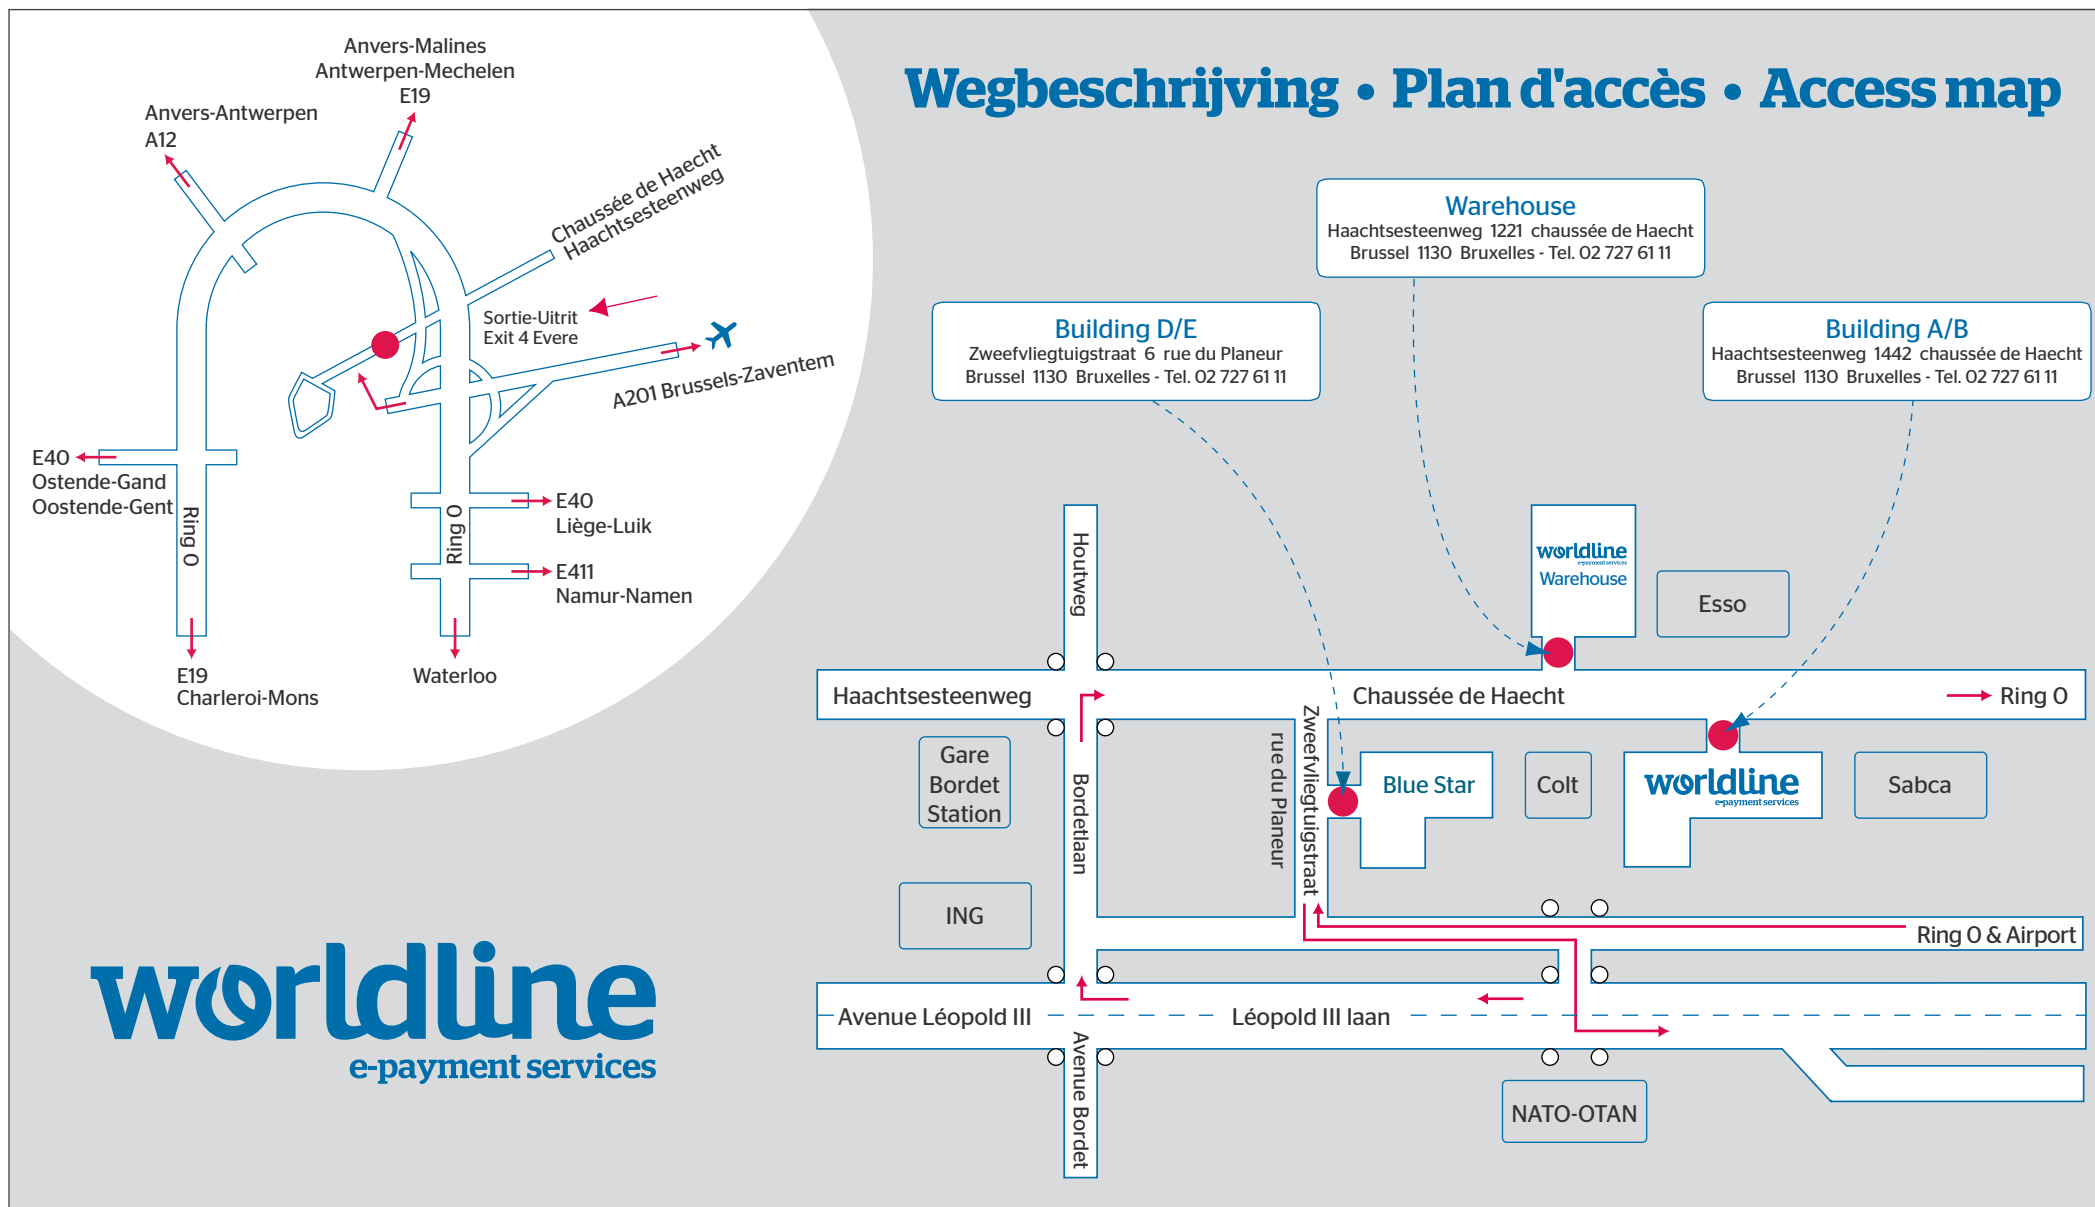 Wegbeschrijving • Plan d'accès • Access map
Anvers-Malines
Antwerpen-Mechelen
E19
Anvers-Antwerpen
A12
Chaussée de Haecht
Haachtsesteenweg
Sortie-Uitrit
Exit 4 Evere
A201 Brussels-Zaventem
E40
Ostende-Gand
Oostende-Gent
Ring 0
Ring 0
E40
Liège-Luik
E411
Namur-Namen
E19
Charleroi-Mons
Waterloo
Warehouse
Haachtsesteenweg 1221 chaussée de Haecht
Brussel 1130 Bruxelles - Tel. 02 727 61 11
Building D/E
Zweefvliegtuigstraat 6 rue du Planeur
Brussel 1130 Bruxelles - Tel. 02 727 61 11
Building A/B
Haachtsesteenweg 1442 chaussée de Haecht
Brussel 1130 Bruxelles - Tel. 02 727 61 11
Houtweg
worldline
e-payment services
Warehouse
Esso
Haachtsesteenweg
Chaussée de Haecht
Ring 0
Gare
Bordet
Station
Bordetlaan
rue du Planeur
Zweefvliegtuigstraat
Blue Star
Colt
worldline
e-payment services
Sabca
ING
Ring 0 & Airport
Avenue Léopold III
Léopold III laan
Avenue Bordet
NATO-OTAN
worldline
e-payment services